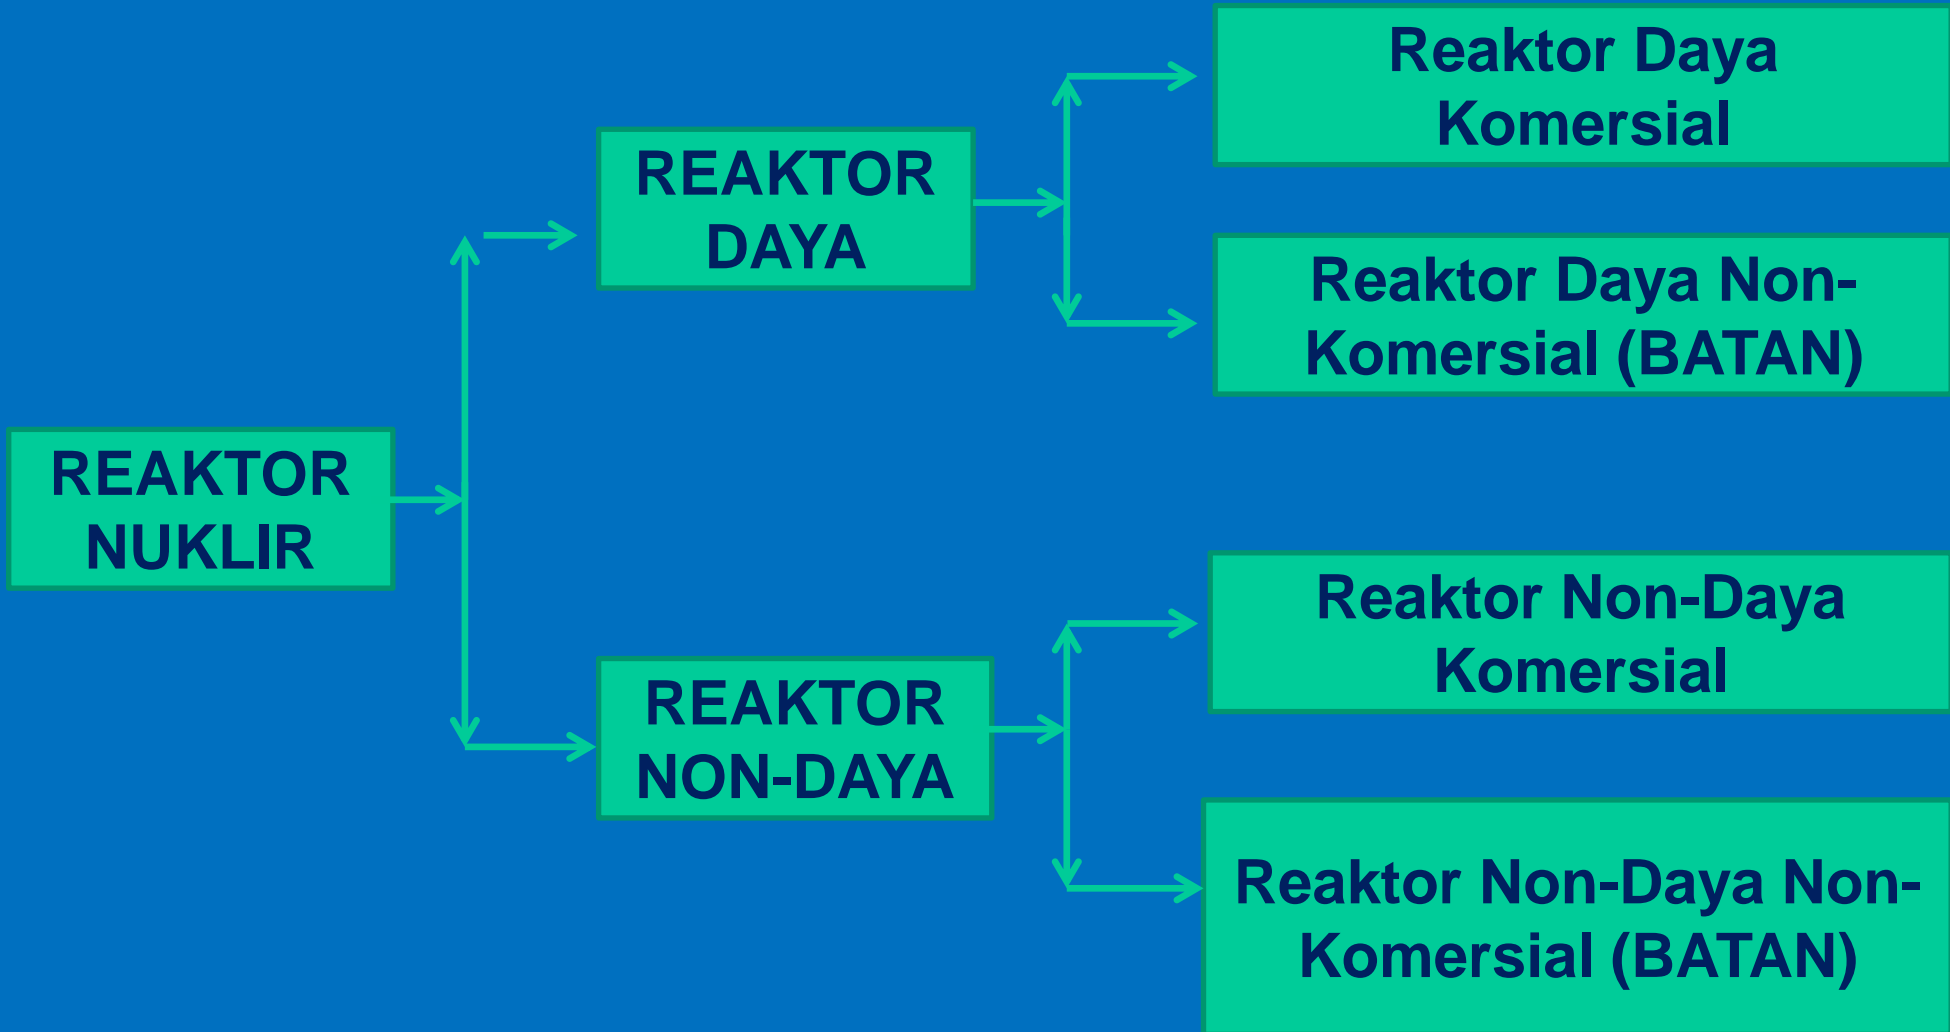 Reaktor Daya
Komersial
REAKTOR
DAYA
Reaktor Daya Non-
Komersial (BATAN)
REAKTOR
NUKLIR
Reaktor Non-Daya
Komersial
REAKTOR
NON-DAYA
Reaktor Non-Daya Non-
Komersial (BATAN)